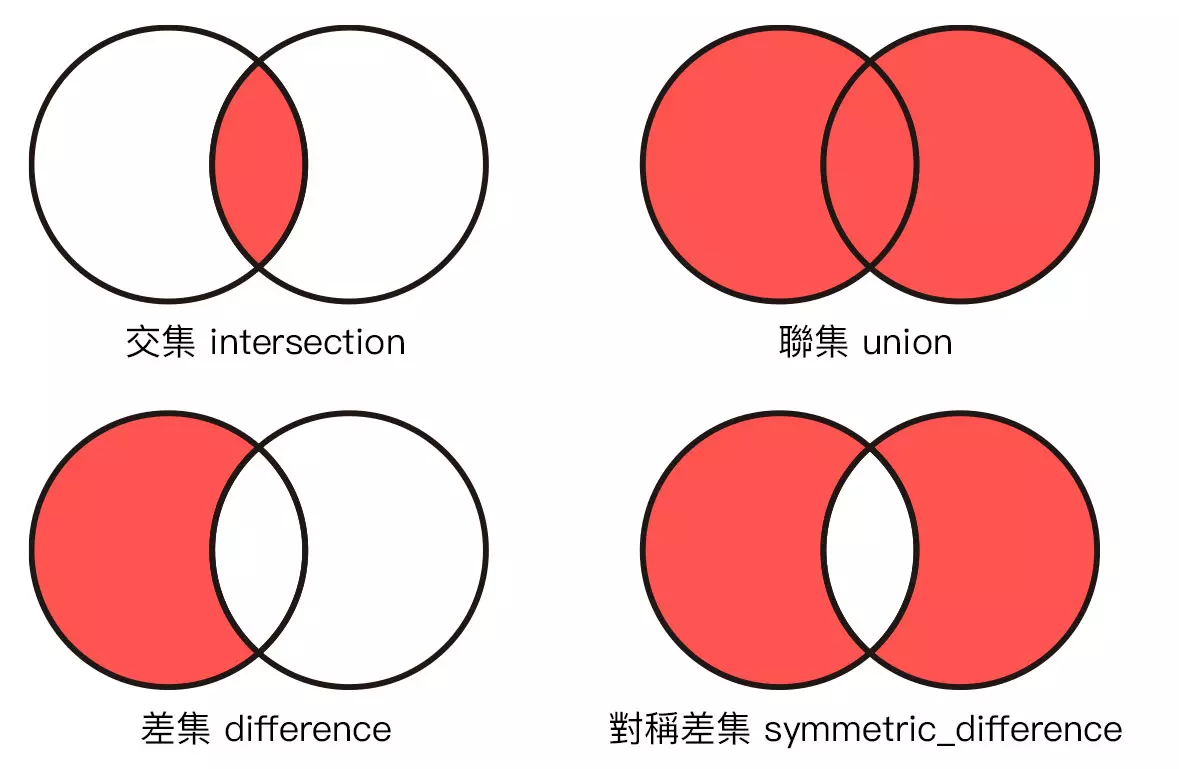 交集 intersection
聯集 union
差集 difference
對稱差集 symmetric_difference